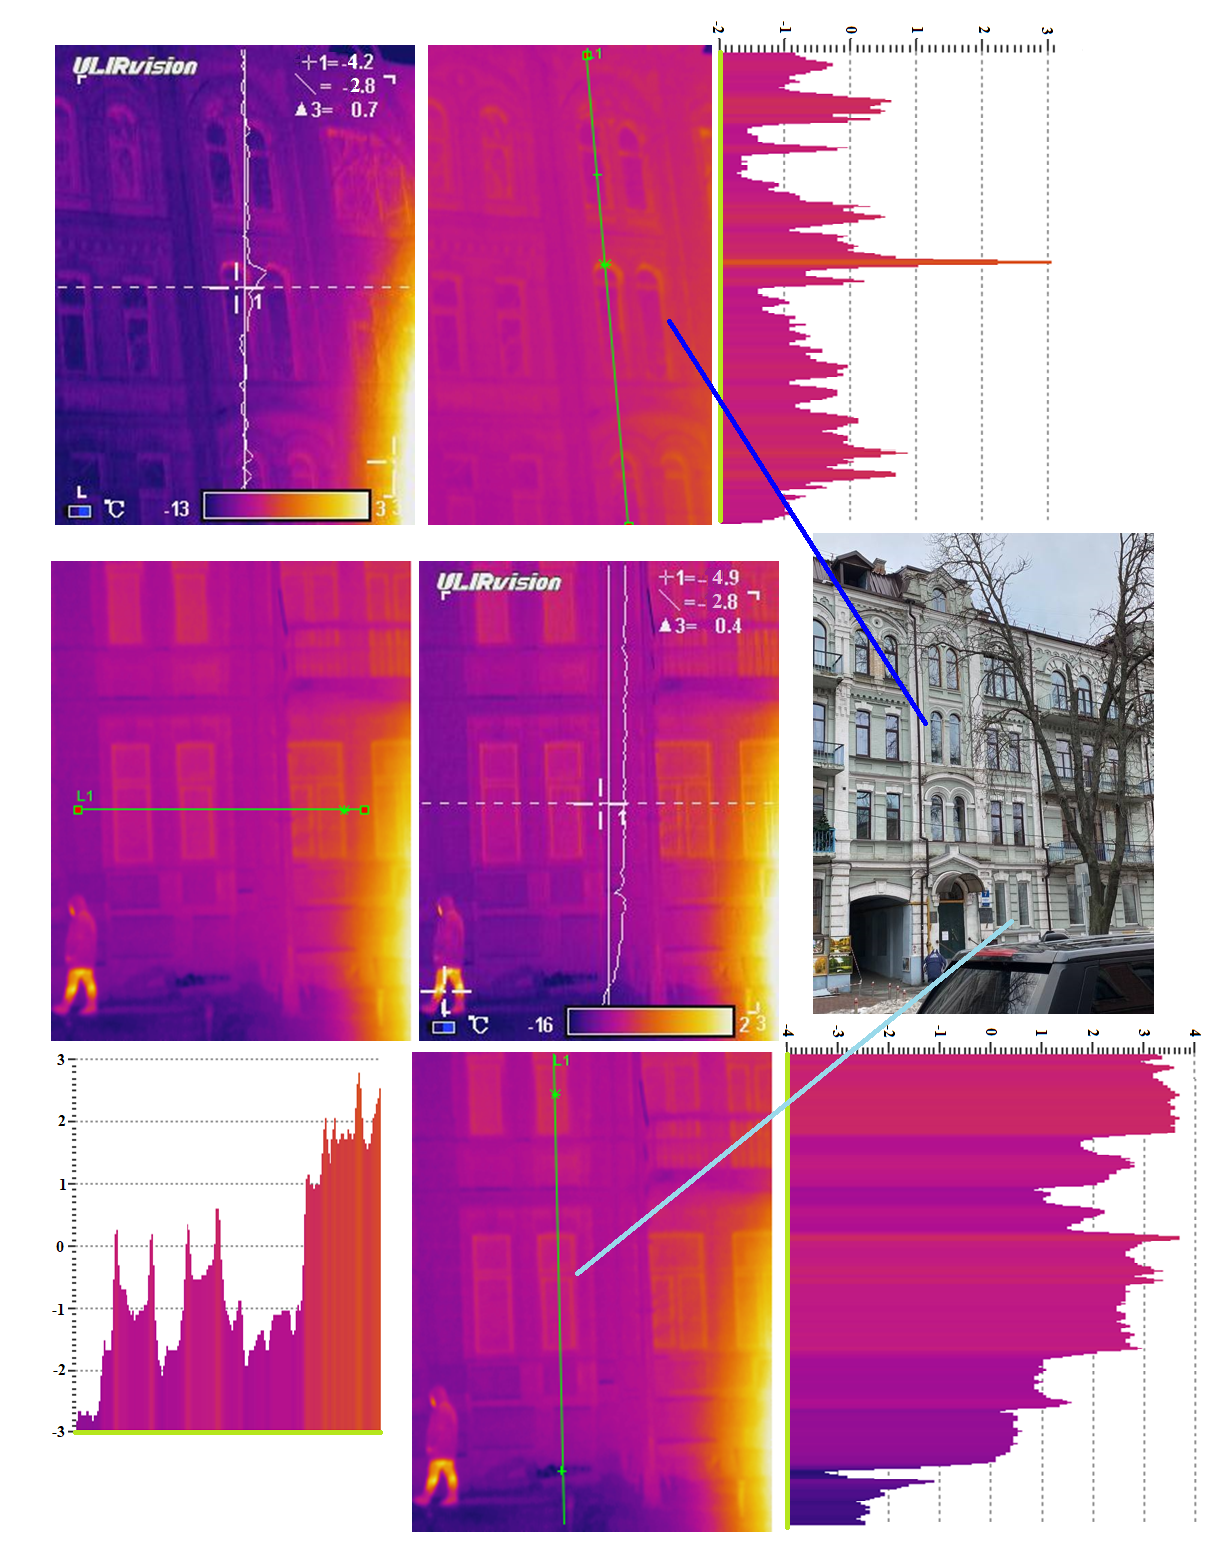 -2 -1 0 1 2 3
ULIRvision
+1=-4.2
\= -2.8
▲3= 0.7
1
L
℃ -13 3 3
1
L1
ULIRvision
+1=- 4.9
\=- 2.8
▲3= 0.4
1
L
℃ -16 2 3
3
2
1
0
-1
-2
-3
L1
-4 -3 -2 -1 0 1 2 3 4